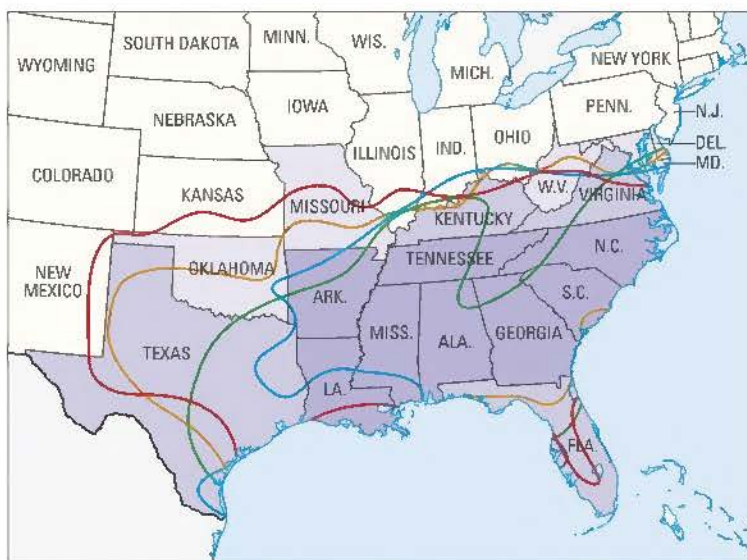 SOUTH DAKOTA
MINN.
WIS.
WYOMING
MICH.
NEW YORK
NEBRASKA
IOWA
PENN.
N.J.
ILLINOIS
IND.
OHIO
DEL.
MD.
COLORADO
KANSAS
MISSOURI
W.V.
VIRGINIA
KENTUCKY
NEW
MEXICO
OKLAHOMA
TENNESSEE
N.C.
ARK.
S.C.
TEXAS
MISS.
ALA.
GEORGIA
LA.
FLA.